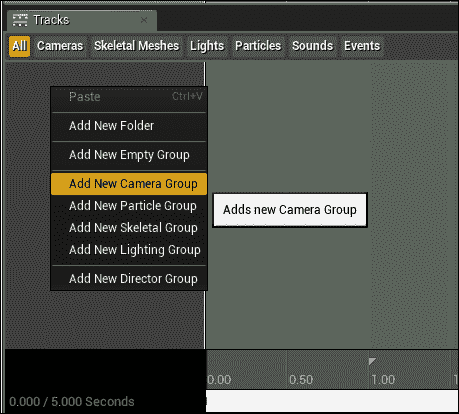 Tracks
All Cameras Skeletal Meshes Lights Particles Sounds Events
Paste Ctrl+V
Add New Folder
Add New Empty Group
Add New Camera Group
Adds new Camera Group
Add New Particle Group
Add New Skeletal Group
Add New Lighting Group
Add New Director Group
0.00 0.50 1.00 1.
0.000 / 5.000 Seconds